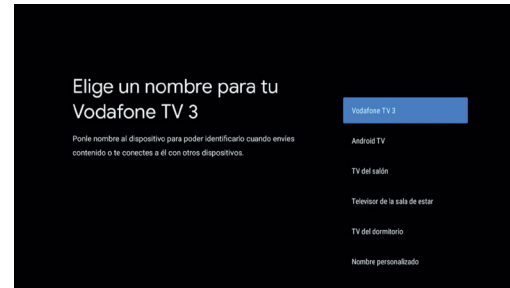 Elige un nombre para tu
Vodafone TV 3
Ponle nombre al dispositivo para poder identificarlo cuando envíes
contenido o te conectes a él con otros dispositivos.
Vodafone TV 3
Android TV
TV del salón
Televisor de la sala de estar
TV del dormitorio
Nombre personalizado